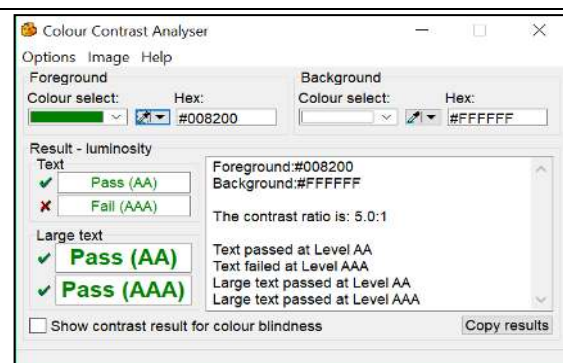 Colour Contrast Analyser
Options Image Help
Foreground
Colour select: Hex:
#008200
Background
Colour select: Hex:
#FFFFFF
Result - luminosity
Text
Pass (AA)
Fail (AAA)
Large text
Pass (AA)
Pass (AAA)
Foreground:#008200
Background:#FFFFFF
The contrast ratio is: 5.0:1
Text passed at Level AA
Text failed at Level AAA
Large text passed at Level AA
Large text passed at Level AAA
Show contrast result for colour blindness
Copy results